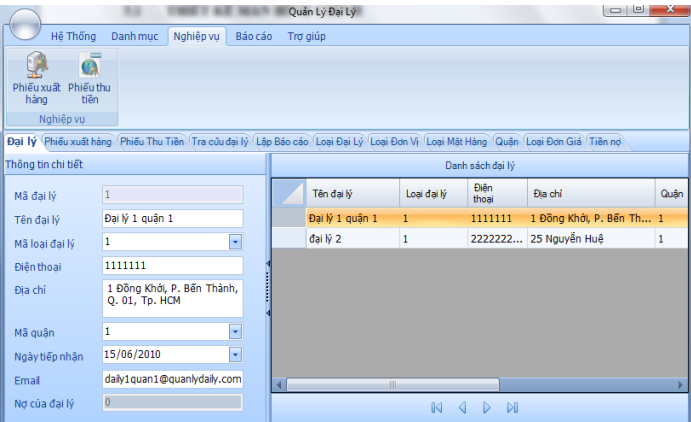 Quản Lý Đại Lý
Hệ Thống Danh mục Nghiệp vụ Báo cáo Trợ giúp
Phiếu xuất hàng
Phiếu thu tiền
Nghiệp vụ
Đại lý Phiếu xuất hàng Phiếu Thu Tiền Tra cứu đại lý Lập Báo cáo Loại Đại Lý Loại Đơn Vị Loại Mặt Hàng Quận Loại Đơn Giá Tiền nợ
Thông tin chi tiết
Mã đại lý 1
Tên đại lý Đại lý 1 quận 1
Mã loại đại lý 1
Điện thoại 1111111
Địa chỉ 1 Đồng Khởi, P. Bến Thành,
Q. 01, Tp. HCM
Mã quận 1
Ngày tiếp nhận 15/06/2010
Email daily1quan1@quanlydaily.com
Nợ của đại lý 0
Danh sách đại lý
Tên đại lý Loại đại lý Điện thoại Địa chỉ Quận
Đại lý 1 quận 1 1 1111111 1 Đồng Khởi, P. Bến Th... 1
đại lý 2 1 2222222... 25 Nguyễn Huệ 1